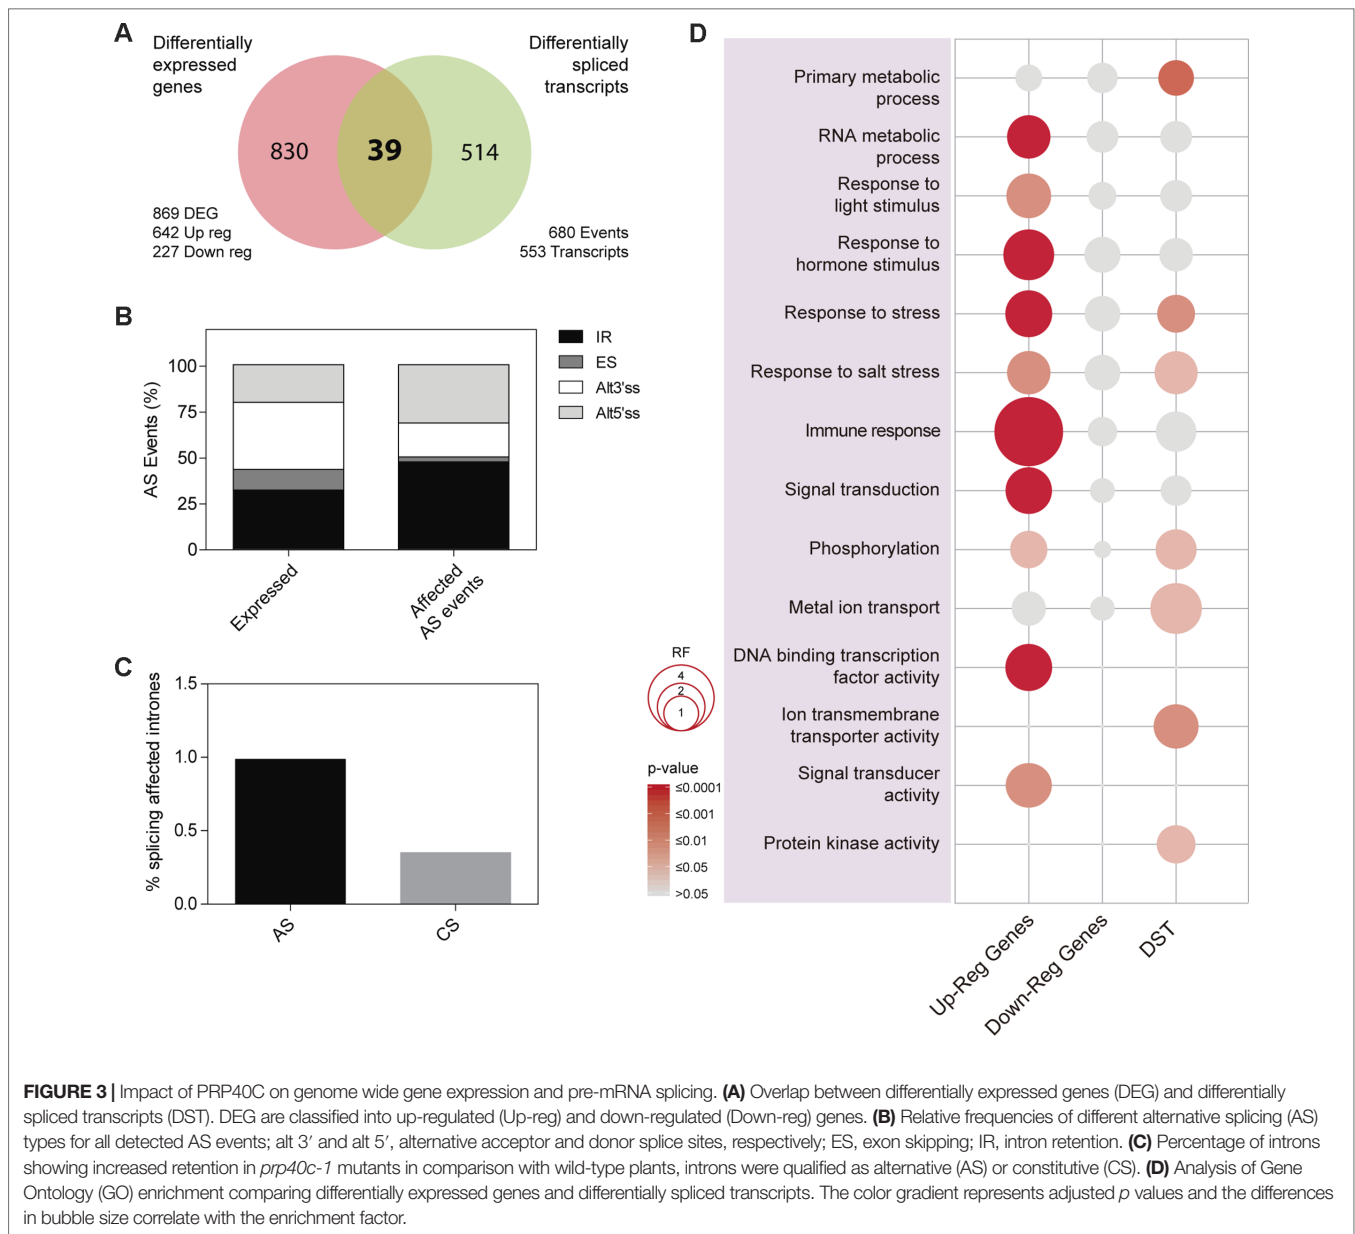 A
Differentially
expressed
genes
Differentially
spliced
transcripts
830
39
514
869 DEG
642 Up reg
227 Down reg
680 Events
553 Transcripts
B
AS Events (%)
100
75
50
25
0
Expressed
Affected
AS events
IR
ES
Alt3'ss
Alt5'ss
C
% splicing affected intrones
1.5
1.0
0.5
0.0
AS
CS
D
Primary metabolic
process
RNA metabolic
process
Response to
light stimulus
Response to
hormone stimulus
Response to stress
Response to salt stress
Immune response
Signal transduction
Phosphorylation
Metal ion transport
DNA binding transcription
factor activity
Ion transmembrane
transporter activity
Signal transducer
activity
Protein kinase activity
RF
4
2
1
p-value
≤0.0001
≤0.001
≤0.01
≤0.05
>0.05
Up-Reg Genes
Down-Reg Genes
DST
FIGURE 3 | Impact of PRP40C on genome wide gene expression and pre-mRNA splicing. (A) Overlap between differentially expressed genes (DEG) and differentially
spliced transcripts (DST). DEG are classified into up-regulated (Up-reg) and down-regulated (Down-reg) genes. (B) Relative frequencies of different alternative splicing (AS)
types for all detected AS events; alt 3′ and alt 5′, alternative acceptor and donor splice sites, respectively; ES, exon skipping; IR, intron retention. (C) Percentage of introns
showing increased retention in prp40c-1 mutants in comparison with wild-type plants, introns were qualified as alternative (AS) or constitutive (CS). (D) Analysis of Gene
Ontology (GO) enrichment comparing differentially expressed genes and differentially spliced transcripts. The color gradient represents adjusted p values and the differences
in bubble size correlate with the enrichment factor.